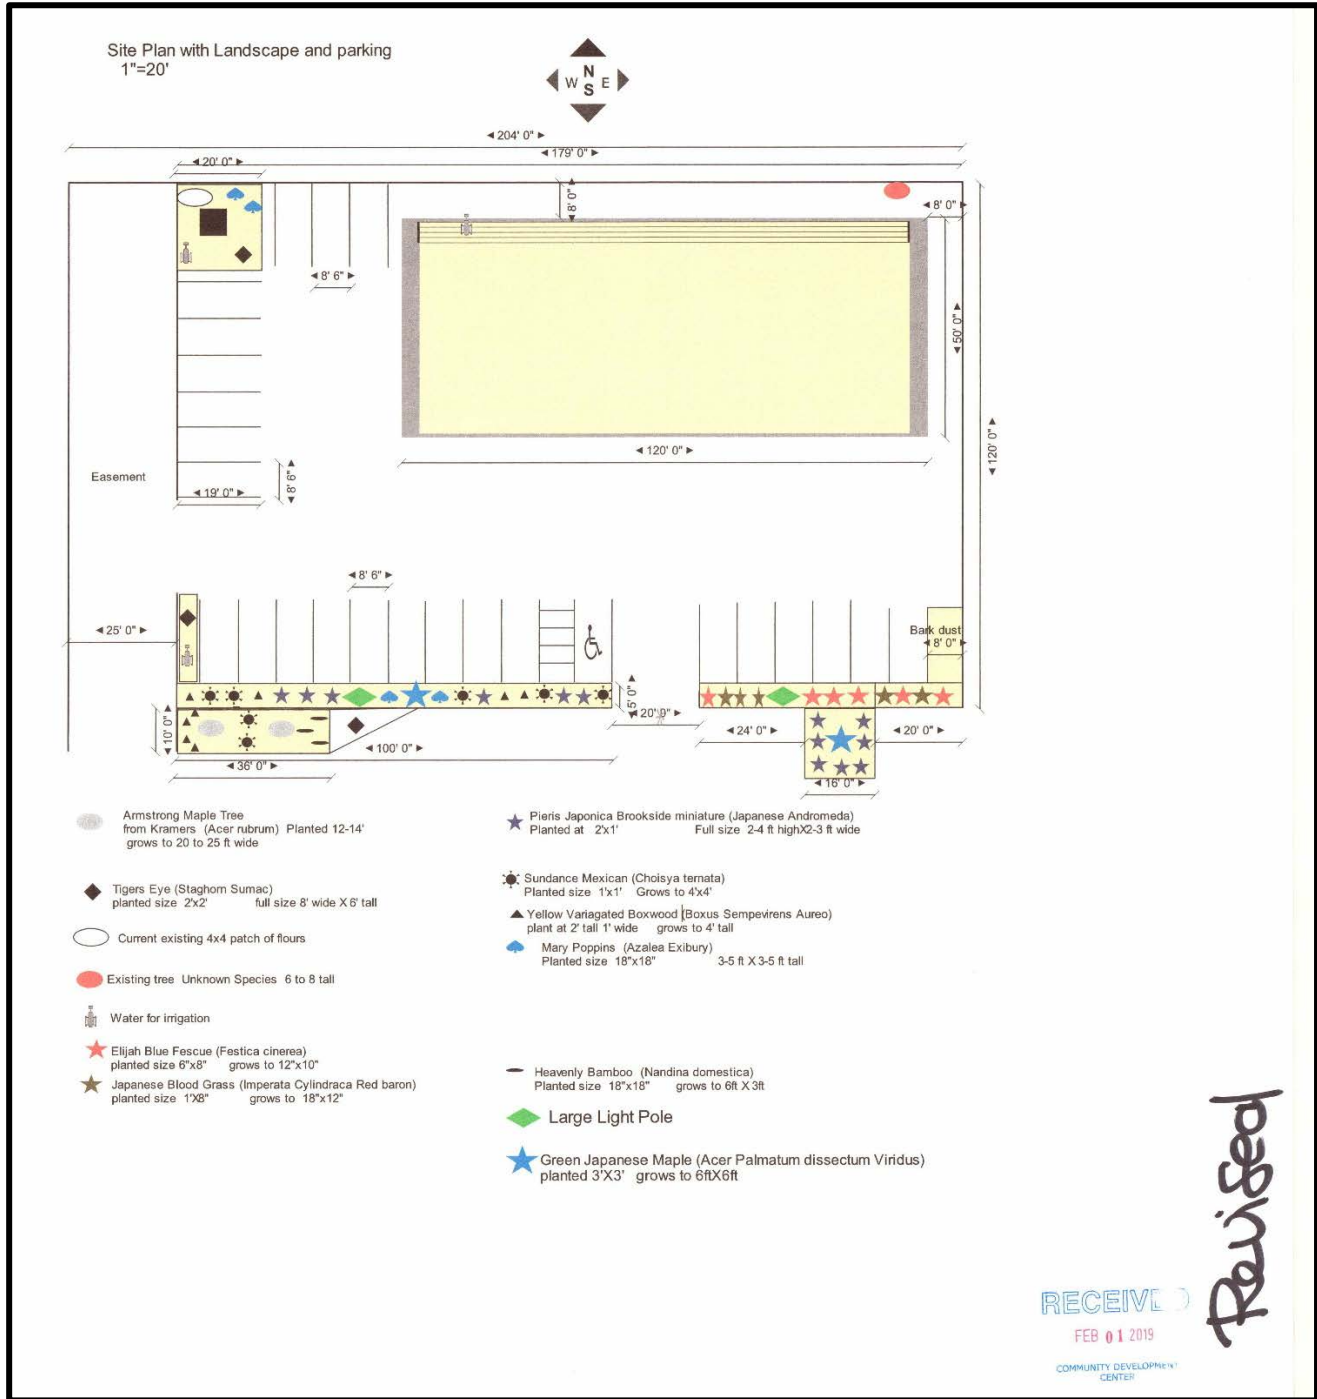 Site Plan with Landscape and parking
1"=20'
N
W E
S
204' 0"
179' 0"
20' 0"
8' 0"
8' 0"
8' 6"
50' 0"
120' 0"
120' 0"
Easement
19' 0"
8' 6"
8' 6"
25' 0"
Bark dust
8' 0"
5' 0"
20' 0"
10' 0"
24' 0"
20' 0"
100' 0"
36' 0"
16' 0"
Armstrong Maple Tree
from Kramers (Acer rubrum) Planted 12-14'
grows to 20 to 25 ft wide
Tigers Eye (Staghorn Sumac)
planted size 2'x2' full size 8' wide X 6' tall
Current existing 4x4 patch of flours
Existing tree Unknown Species 6 to 8 tall
Water for irrigation
Elijah Blue Fescue (Festica cinerea)
planted size 6"x8" grows to 12"x10"
Japanese Blood Grass (Imperata Cylindraca Red baron)
planted size 1'X8" grows to 18"x12"
Pieris Japonica Brookside miniature (Japanese Andromeda)
Planted at 2'x1' Full size 2-4 ft highX2-3 ft wide
Sundance Mexican (Choisya ternata)
Planted size 1'x1' Grows to 4'x4'
Yellow Variagated Boxwood (Boxus Sempevirens Aureo)
plant at 2' tall 1' wide grows to 4' tall
Mary Poppins (Azalea Exibury)
Planted size 18"x18" 3-5 ft X 3-5 ft tall
Heavenly Bamboo (Nandina domestica)
Planted size 18"x18" grows to 6ft X 3ft
Large Light Pole
Green Japanese Maple (Acer Palmatum dissectum Viridus)
planted 3'X3' grows to 6ftX6ft
Revised
RECEIVED
FEB 01 2019
COMMUNITY DEVELOPMENT
CENTER